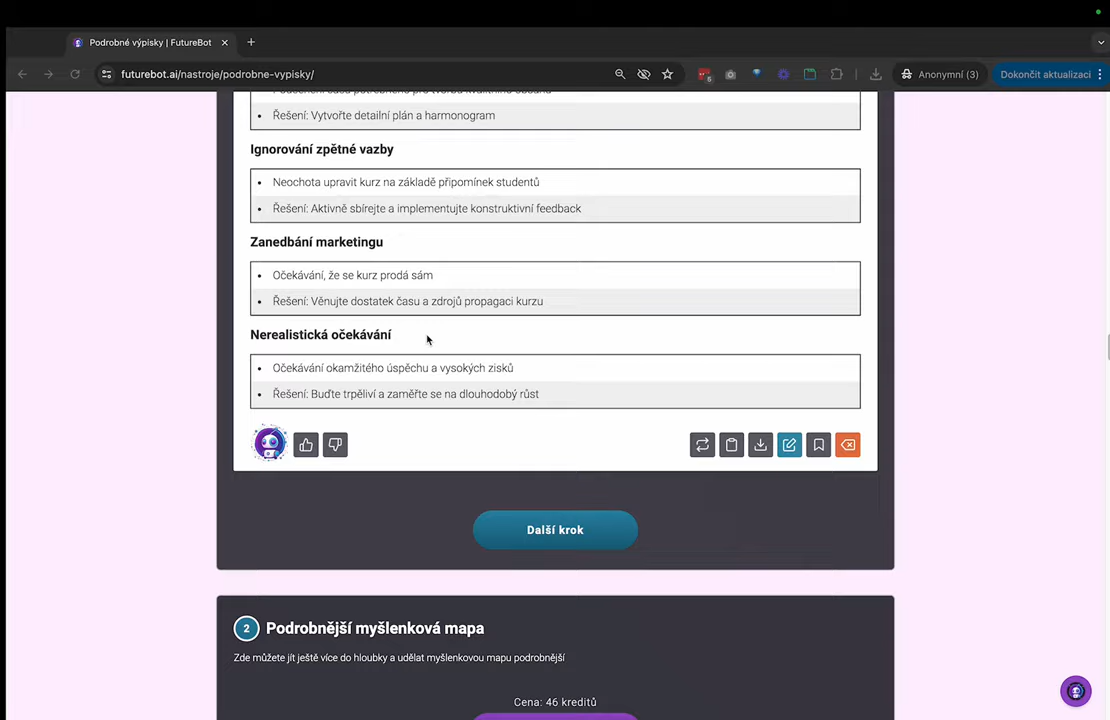 Podrobné výpisky | FutureBot
futurebot.ai/nastroje/podrobne-vypisky/
6
Anonymní (3)
Dokončit aktualizaci
Řešení: Vytvořte detailní plán a harmonogram
Ignorování zpětné vazby
Neochota upravit kurz na základě připomínek studentů
Řešení: Aktivně sbírejte a implementujte konstruktivní feedback
Zanedbání marketingu
Očekávání, že se kurz prodá sám
Řešení: Věnujte dostatek času a zdrojů propagaci kurzu
Nerealistická očekávání
Očekávání okamžitého úspěchu a vysokých zisků
Řešení: Buďte trpěliví a zaměřte se na dlouhodobý růst
Další krok
2 Podrobnější myšlenková mapa
Zde můžete jít ještě více do hloubky a udělat myšlenkovou mapu podrobnější
Cena: 46 kreditů